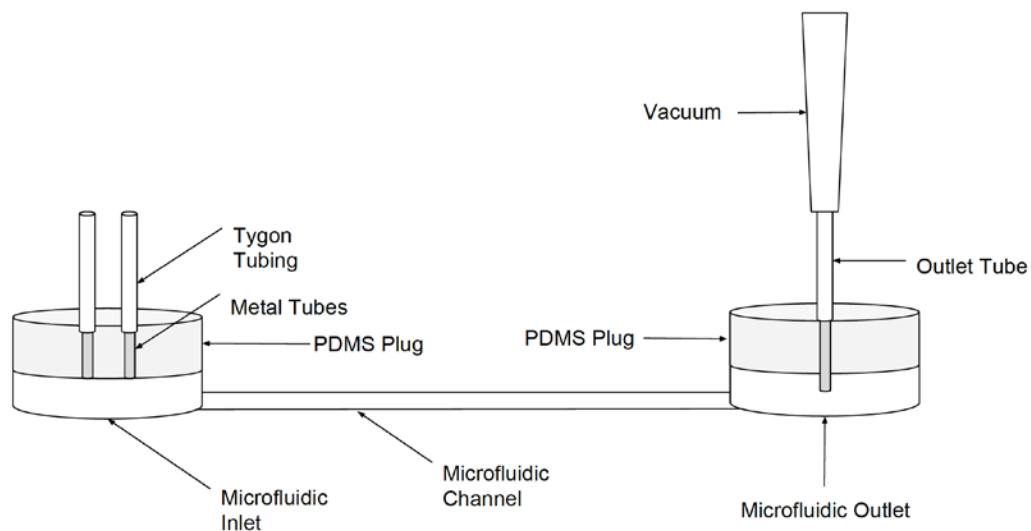 Vacuum
Tygon
Tubing
Outlet Tube
Metal Tubes
PDMS Plug
PDMS Plug
Microfluidic
Channel
Microfluidic
Inlet
Microfluidic Outlet